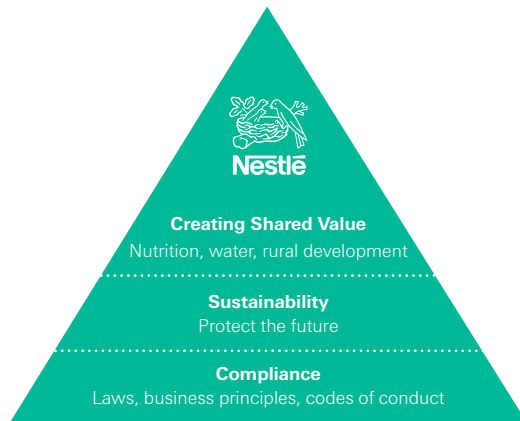 Nestlé
Creating Shared Value
Nutrition, water, rural development
Sustainability
Protect the future
Compliance
Laws, business principles, codes of conduct